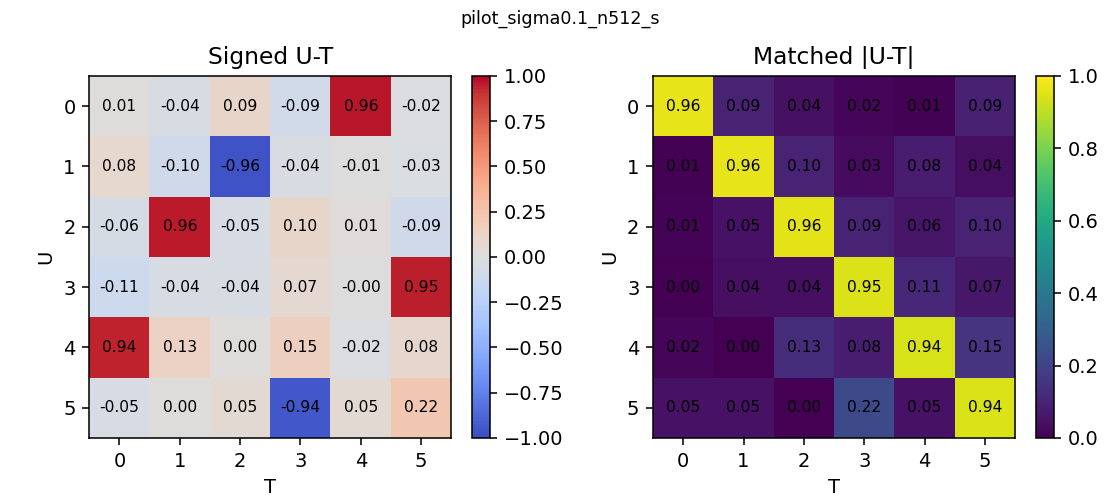 pilot_sigma0.1_n512_s
Signed U-T
0 0.01 -0.04 0.09 -0.09 0.96 -0.02
1 0.08 -0.10 -0.96 -0.04 -0.01 -0.03
2 -0.06 0.96 -0.05 0.10 0.01 -0.09
3 -0.11 -0.04 -0.04 0.07 -0.00 0.95
4 0.94 0.13 0.00 0.15 -0.02 0.08
5 -0.05 0.00 0.05 -0.94 0.05 0.22
0 1 2 3 4 5
U
T
1.00
0.75
0.50
0.25
0.00
−0.25
−0.50
−0.75
−1.00
Matched |U-T|
0 0.96 0.09 0.04 0.02 0.01 0.09
1 0.01 0.96 0.10 0.03 0.08 0.04
2 0.01 0.05 0.96 0.09 0.06 0.10
3 0.00 0.04 0.04 0.95 0.11 0.07
4 0.02 0.00 0.13 0.08 0.94 0.15
5 0.05 0.05 0.00 0.22 0.05 0.94
0 1 2 3 4 5
U
T
1.0
0.8
0.6
0.4
0.2
0.0